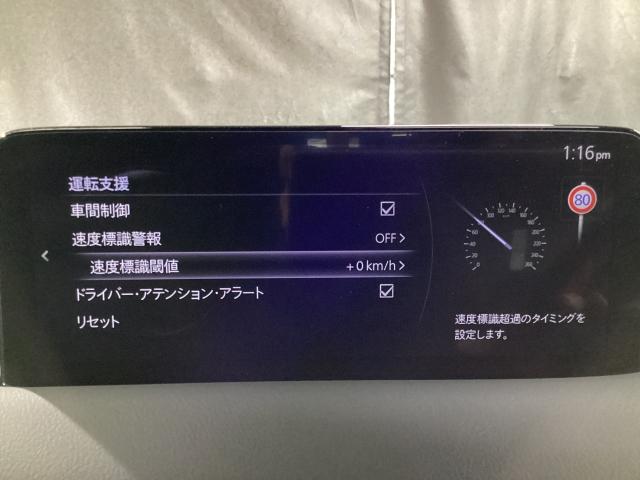 1:16pm
運転支援
車間制御
速度標識警報 OFF
速度標識閾値 +0km/h
ドライバー・アテンション・アラート
リセット
80
速度標識超過のタイミングを
設定します。